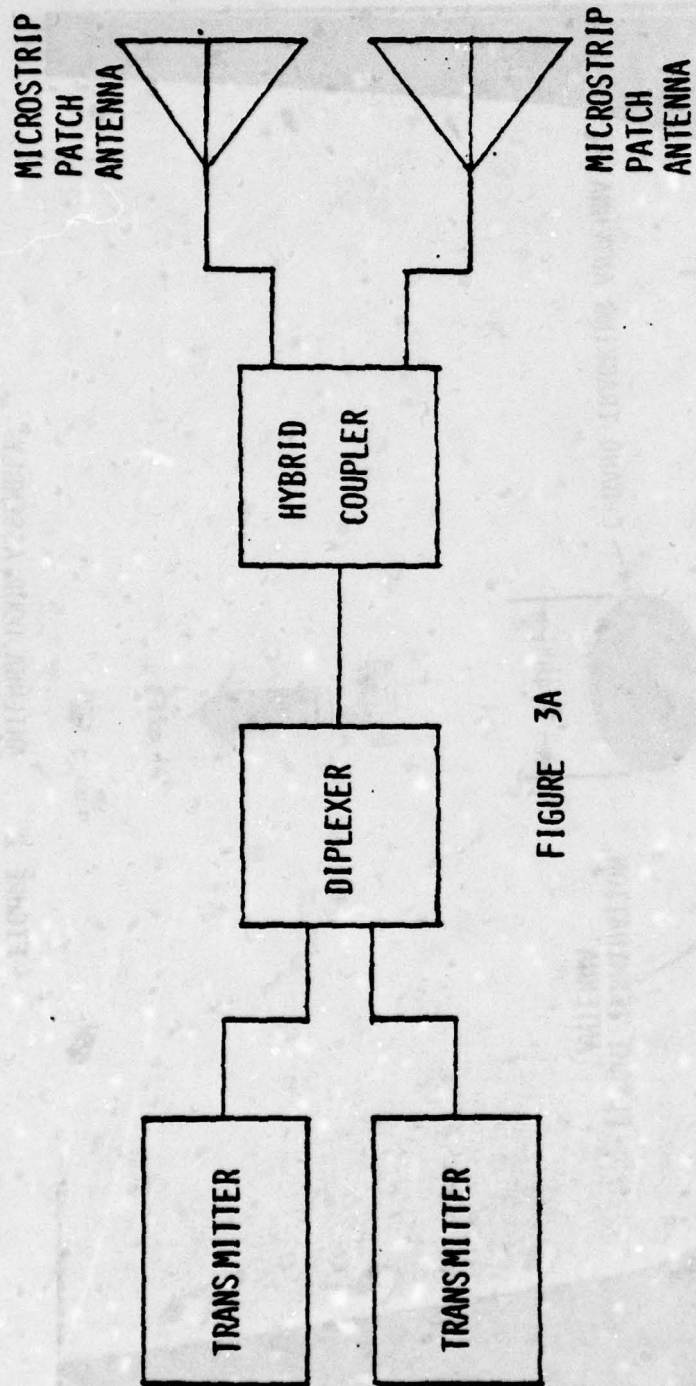 MICROSTRIP
PATCH
ANTENNA
MICROSTRIP
PATCH
ANTENNA
HYBRID
COUPLER
DIPLEXER
TRANSMITTER
TRANSMITTER
FIGURE 3A